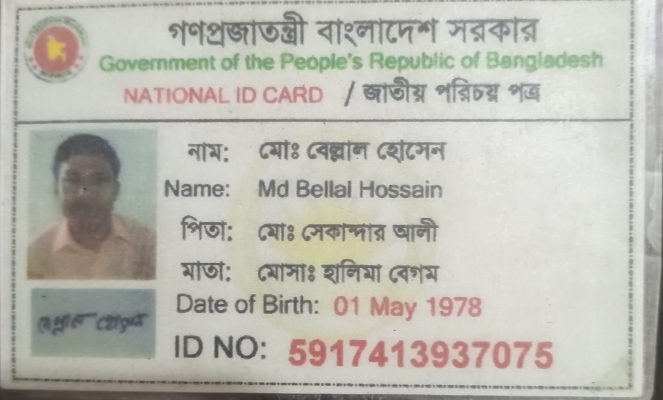 গণপ্রজাতন্ত্রী বাংলাদেশ সরকার
Government of the People's Republic of Bangladesh
NATIONAL ID CARD / জাতীয় পরিচয় পত্র
নাম: মোঃ বেল্লাল হোসেন
Name: Md Bellal Hossain
পিতা: মোঃ সেকান্দার আলী
মাতা: মোসাঃ হালিমা বেগম
Date of Birth: 01 May 1978
ID NO: 5917413937075
বেল্লাল হোসেন